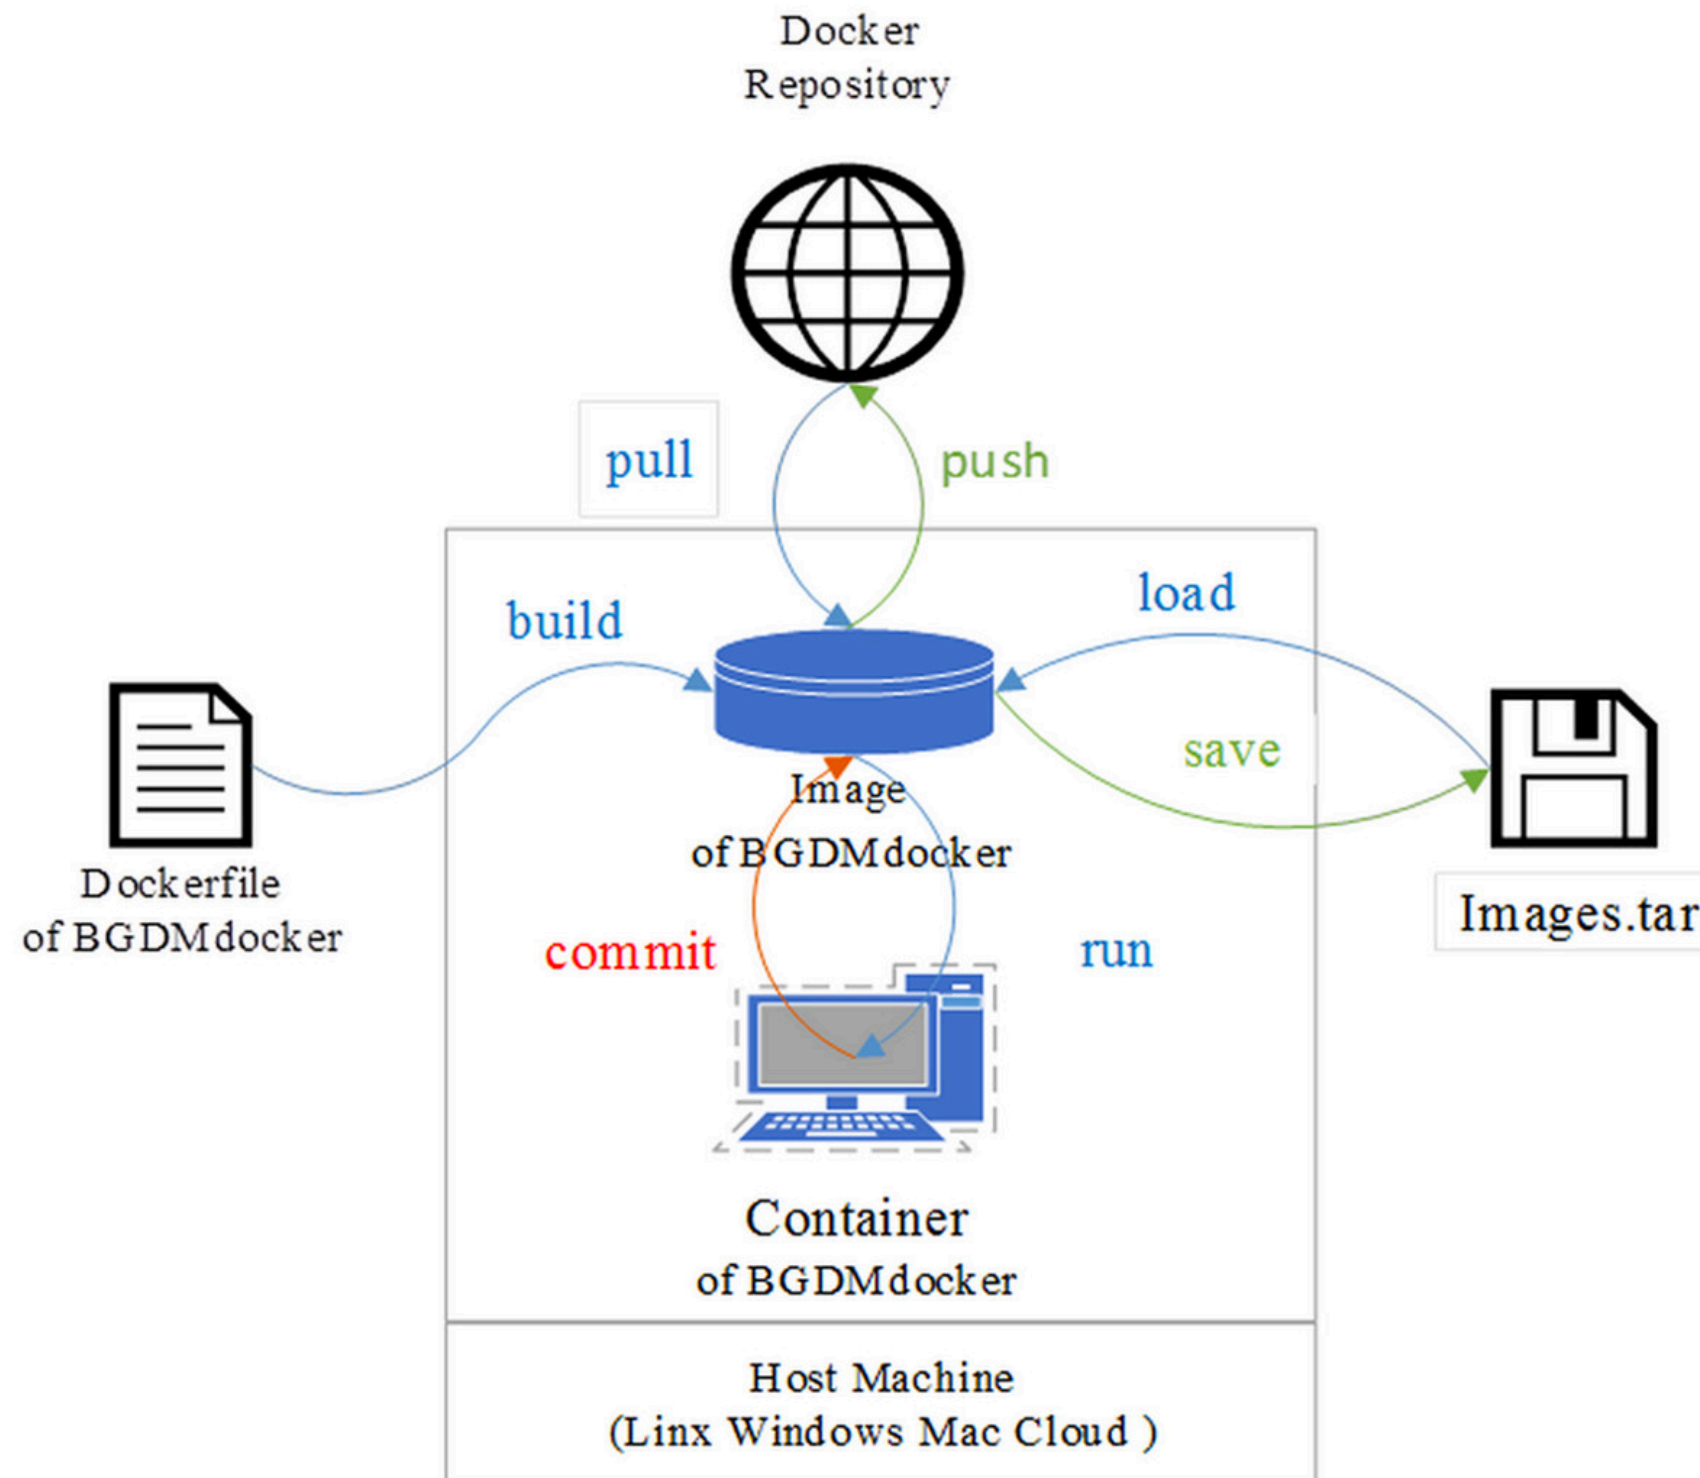 Docker
Repository
pull
push
build
load
save
Image
of BGDMdocker
Dockerfile
of BGDMdocker
Images.tar
commit
run
Container
of BGDMdocker
Host Machine
(Linx Windows Mac Cloud )